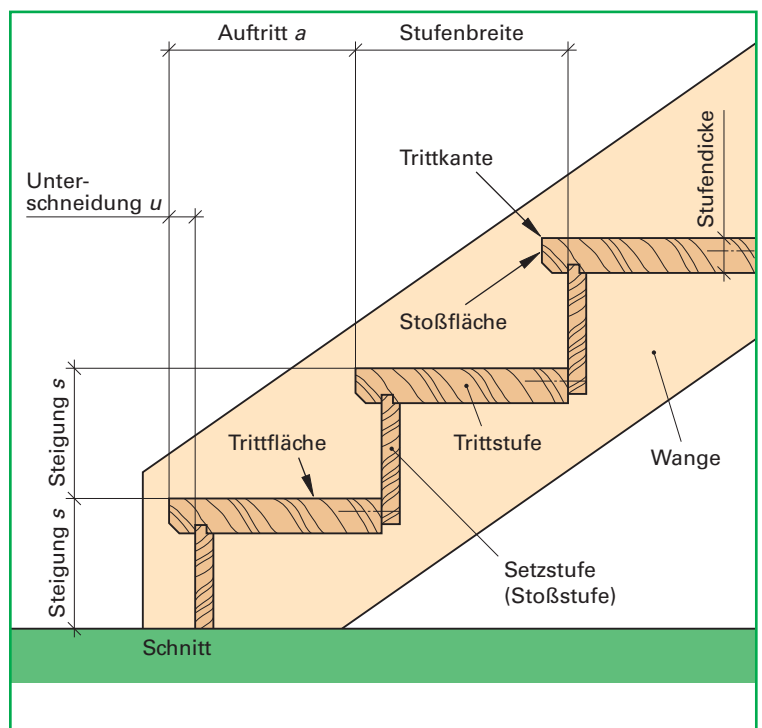 Auftritt a
Stufenbreite
Trittkante
Stufendicke
Unter-
schneidung u
Stoßfläche
Steigung s
Trittfläche
Trittstufe
Wange
Steigung s
Setzstufe
(Stoßstufe)
Schnitt